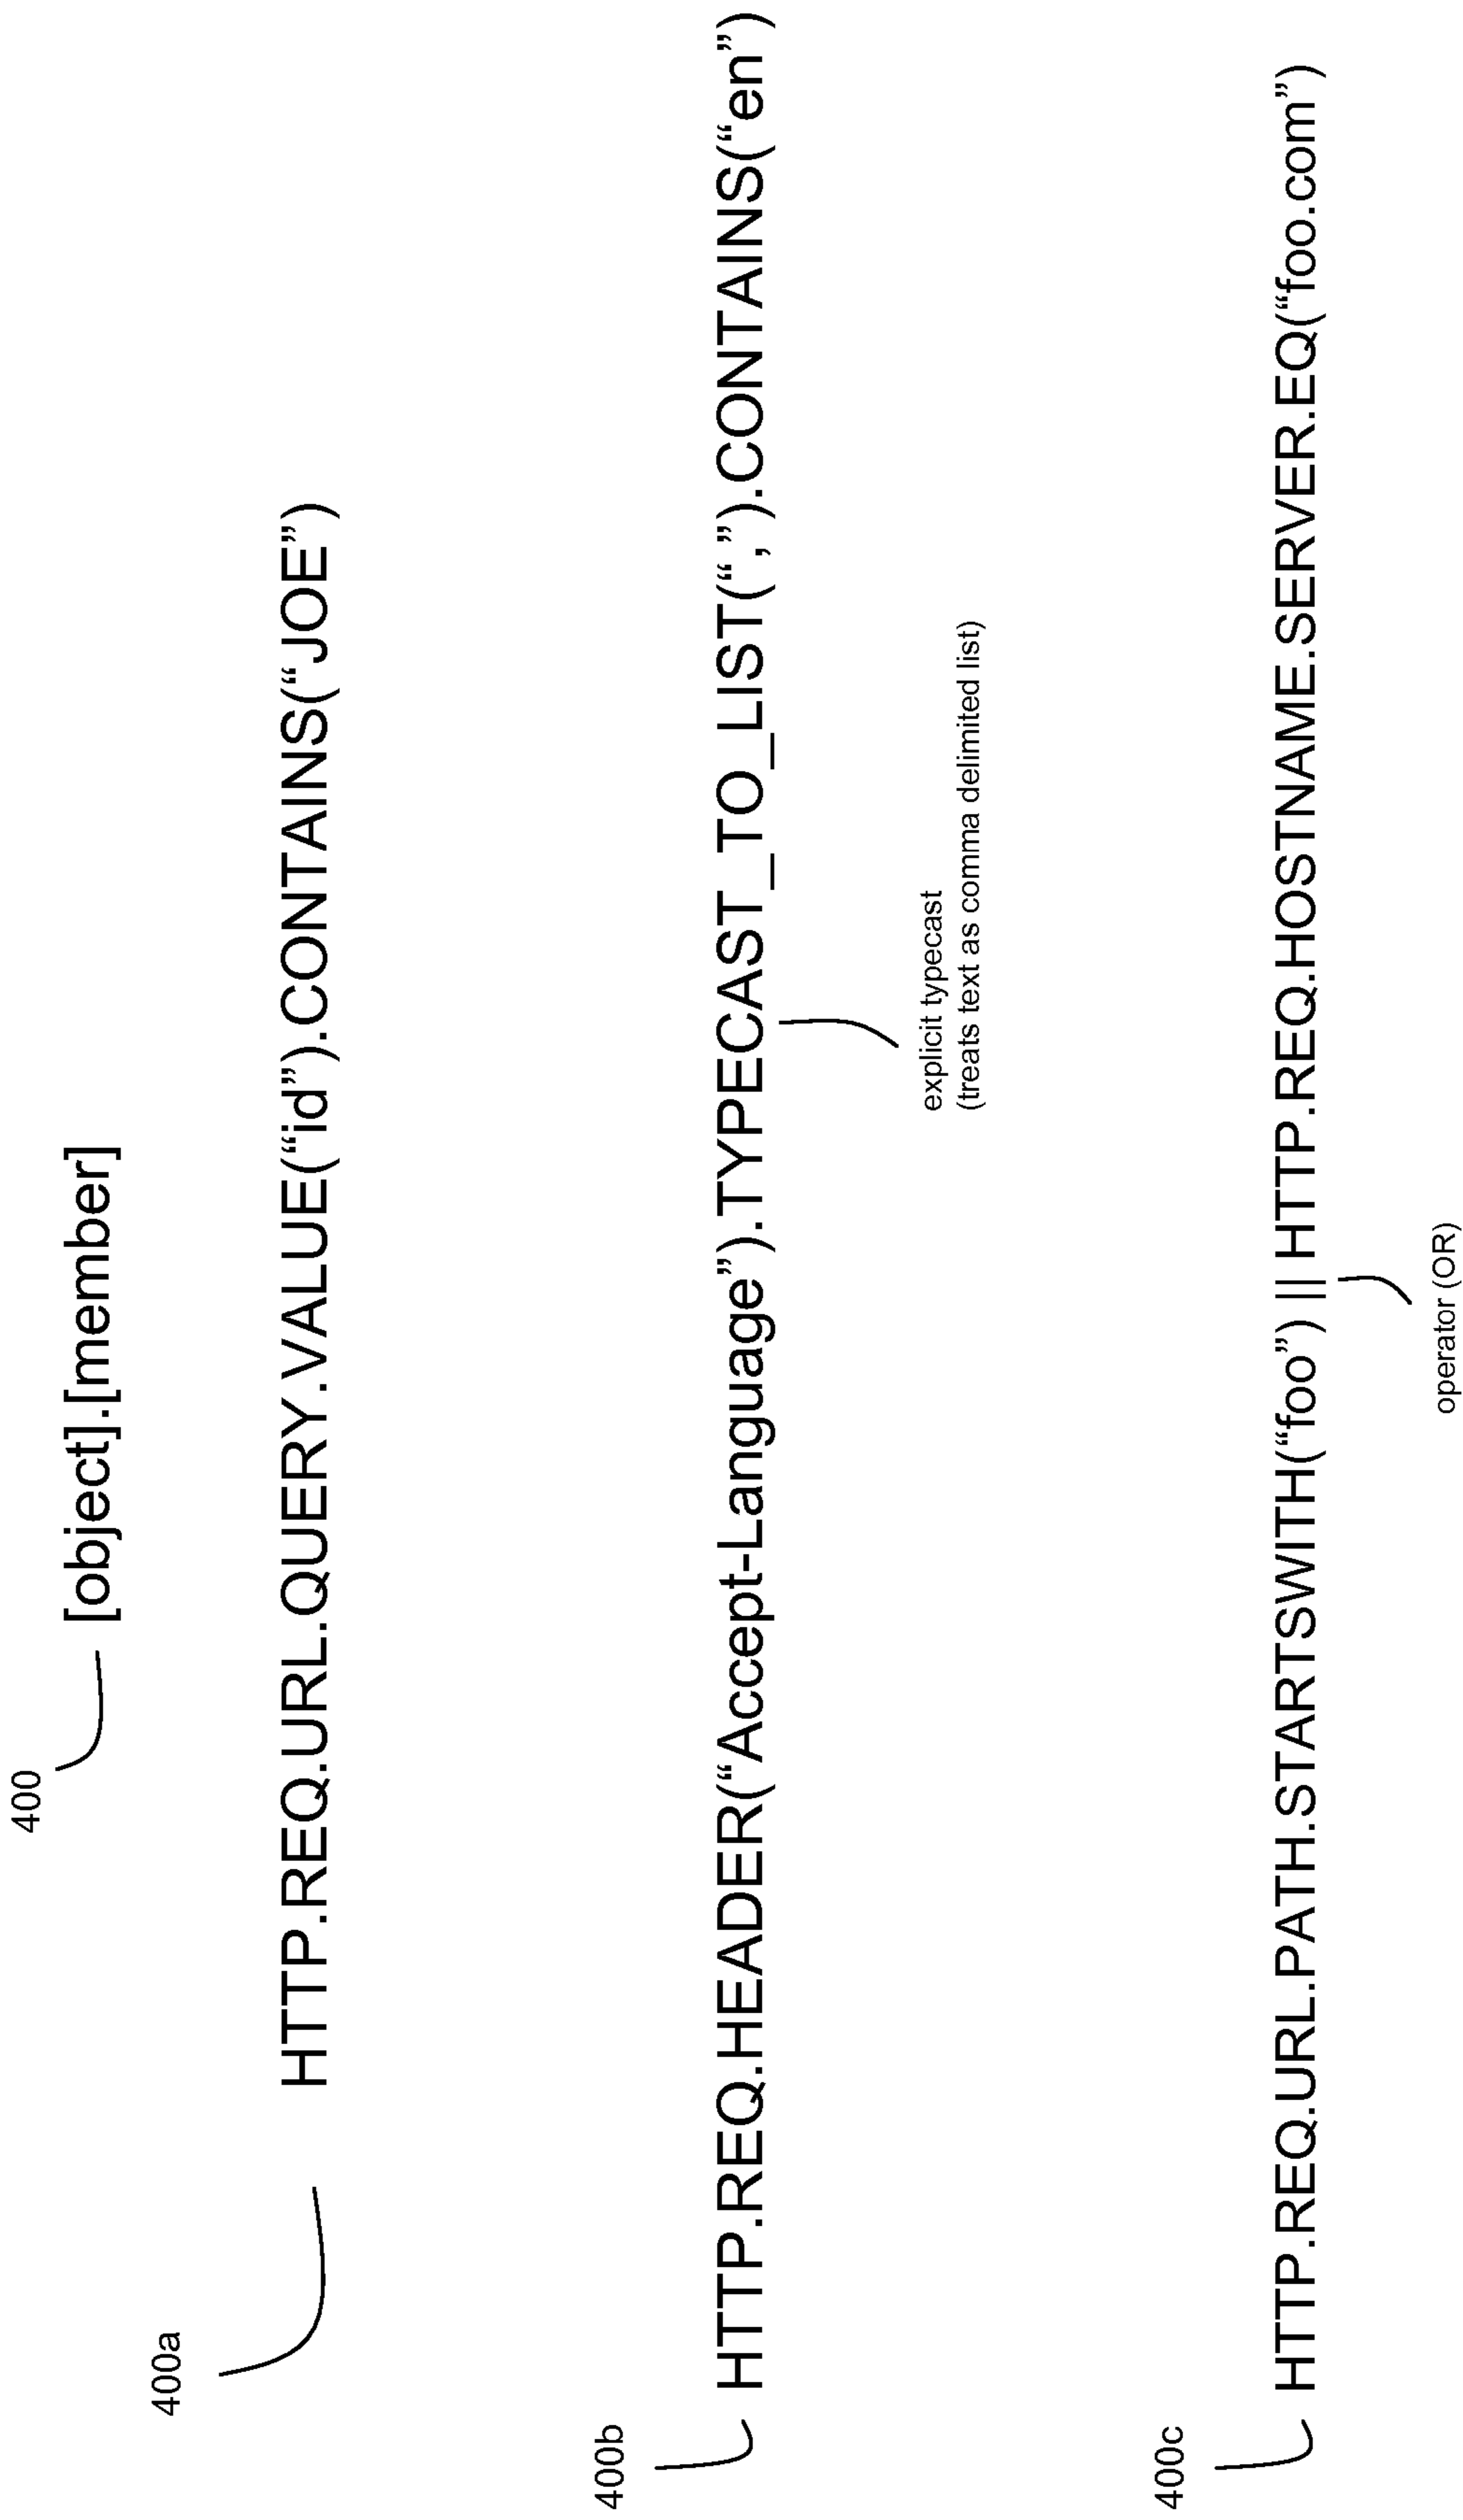 400
[object].[member]
400a
HTTP.REQ.URL.QUERY.VALUE(“id”).CONTAINS(“JOE”)
400b
HTTP.REQ.HEADER(“Accept-Language”).TYPECAST_TO_LIST(“,”).CONTAINS(“en”)
explicit typecast
(treats text as comma delimited list)
400c
HTTP.REQ.URL.PATH.STARTSWITH(“foo”) || HTTP.REQ.HOSTNAME.SERVER.EQ(“foo.com”)
operator (OR)